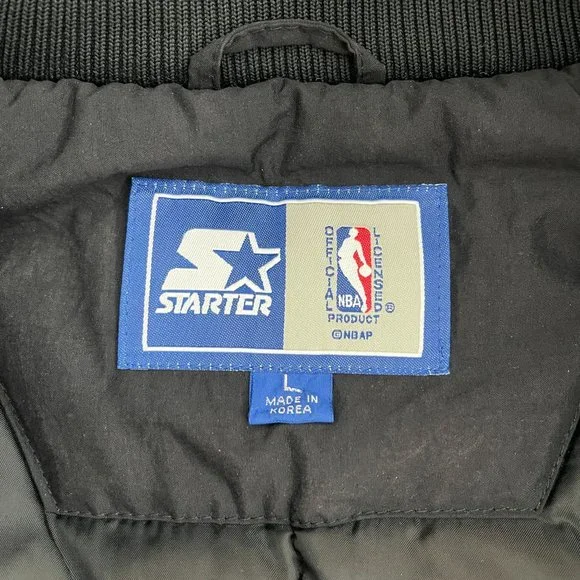 STARTER
OFFICIAL
LICENSED
NBA
®
PRODUCT
©NBAP
L
MADE IN
KOREA